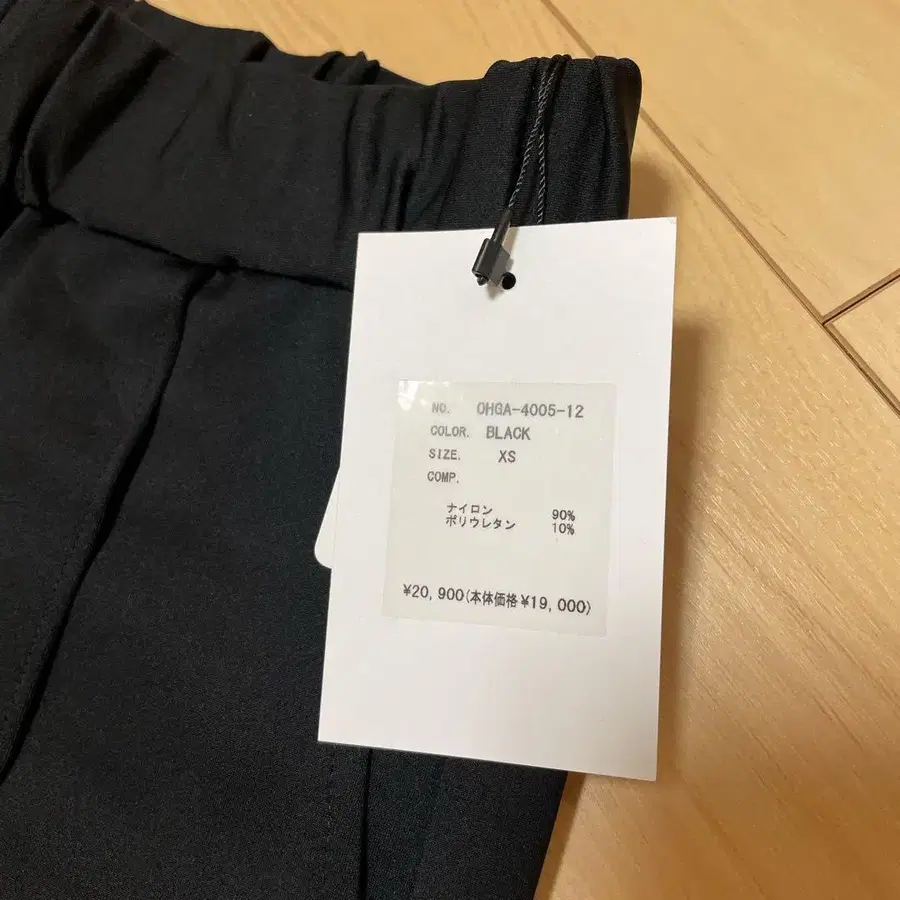 NO. OHGA-4005-12
COLOR. BLACK
SIZE. XS
COMP.
ナイロン 90%
ポリウレタン 10%
¥20,900(本体価格¥19,000)